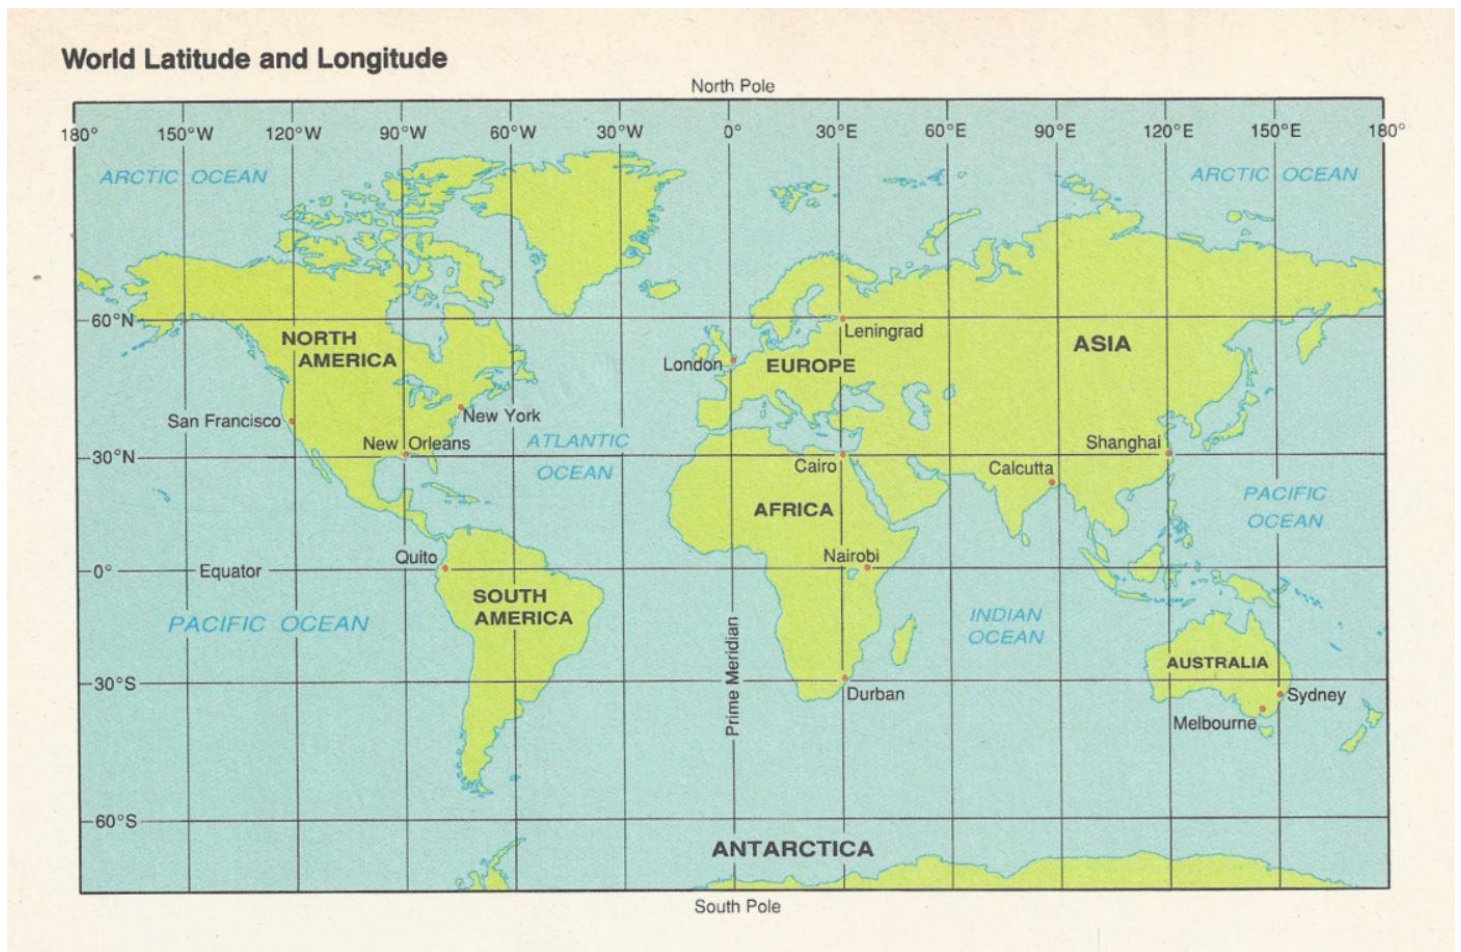 World Latitude and Longitude
North Pole
180° 150°W 120°W 90°W 60°W 30°W 0° 30°E 60°E 90°E 120°E 150°E 180°
ARCTIC OCEAN
ARCTIC OCEAN
60°N
Leningrad
NORTH
AMERICA
ASIA
London
EUROPE
San Francisco
New York
New Orleans
ATLANTIC
OCEAN
Shanghai
30°N
Cairo
Calcutta
AFRICA
PACIFIC
OCEAN
Quito
Nairobi
0°
Equator
SOUTH
AMERICA
PACIFIC OCEAN
INDIAN
OCEAN
Prime Meridian
AUSTRALIA
30°S
Durban
Sydney
Melbourne
60°S
ANTARCTICA
South Pole